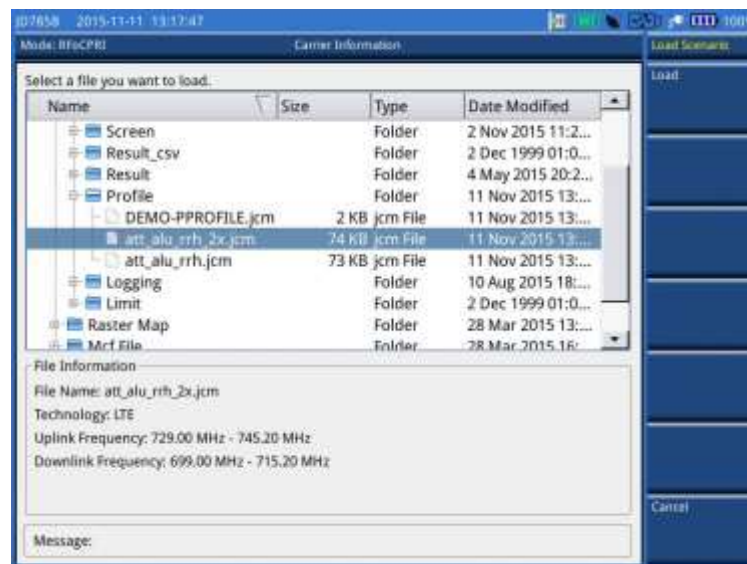 JD7858 2015-11-11 13:17:47 100%
Mode: RFoCPRI Carrier Information Load Scenario
Select a file you want to load. Load
Name Size Type Date Modified
Screen Folder 2 Nov 2015 11:2...
Result_csv Folder 2 Dec 1999 01:0...
Result Folder 4 May 2015 20:2...
Profile Folder 11 Nov 2015 13:...
DEMO-PPROFILE.jcm 2 KB jcm File 11 Nov 2015 13:...
att_alu_rrh_2x.jcm 74 KB jcm File 11 Nov 2015 13:...
att_alu_rrh.jcm 73 KB jcm File 11 Nov 2015 13:...
Logging Folder 10 Aug 2015 18:...
Limit Folder 2 Dec 1999 01:0...
Raster Map Folder 28 Mar 2015 13:...
Mcf File Folder 28 Mar 2015 16:
File Information
File Name: att_alu_rrh_2x.jcm
Technology: LTE
Uplink Frequency: 729.00 MHz - 745.20 MHz
Downlink Frequency: 699.00 MHz - 715.20 MHz
Cancel
Message: